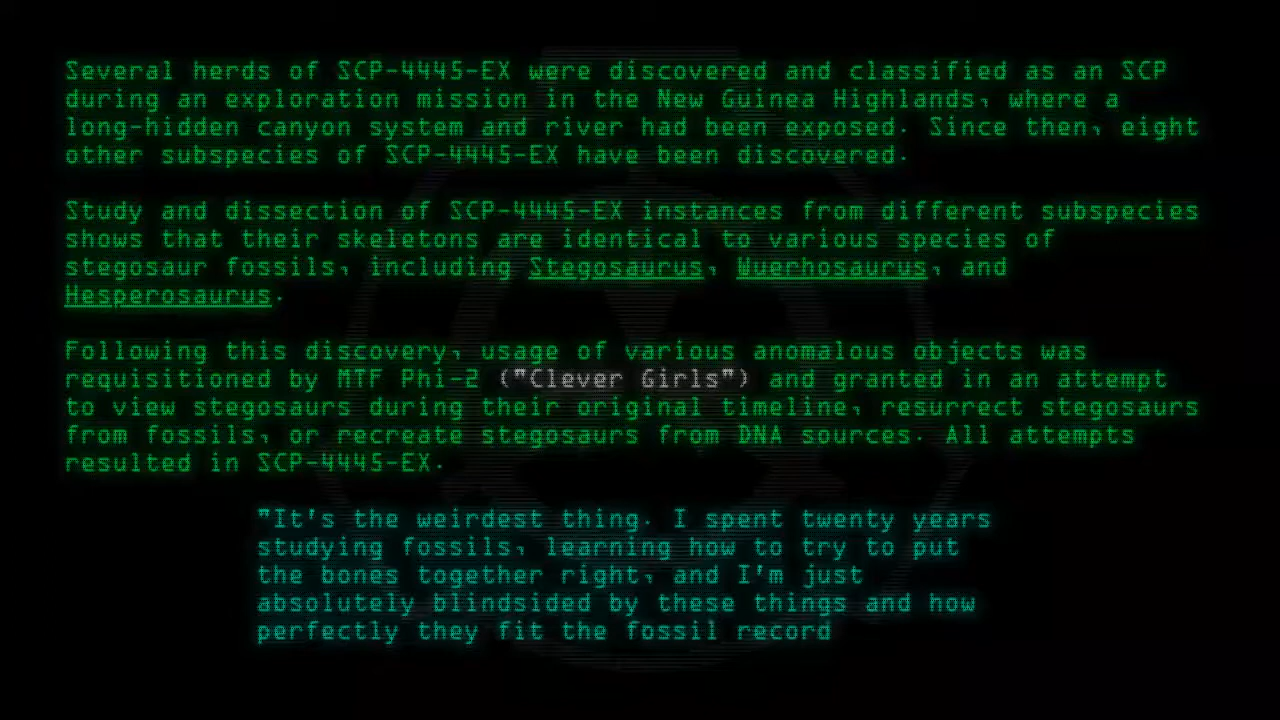 Several herds of SCP-4445-EX were discovered and classified as an SCP
during an exploration mission in the New Guinea Highlands, where a
long-hidden canyon system and river had been exposed. Since then, eight
other subspecies of SCP-4445-EX have been discovered.
Study and dissection of SCP-4445-EX instances from different subspecies
shows that their skeletons are identical to various species of
stegosaur fossils, including Stegosaurus, Wuerhosaurus, and
Hesperosaurus.
Following this discovery, usage of various anomalous objects was
requisitioned by MTF Phi-2 ("Clever Girls") and granted in an attempt
to view stegosaurs during their original timeline, resurrect stegosaurs
from fossils, or recreate stegosaurs from DNA sources. All attempts
resulted in SCP-4445-EX.
"It's the weirdest thing. I spent twenty years
studying fossils, learning how to try to put
the bones together right, and I'm just
absolutely blindsided by these things and how
perfectly they fit the fossil record